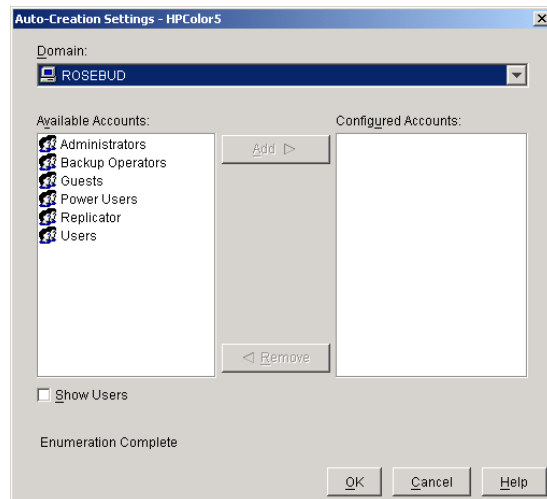 Auto-Creation Settings - HPColor5
Domain:
ROSEBUD
Available Accounts:
Configured Accounts:
Administrators
Backup Operators
Guests
Power Users
Replicator
Users
Add
Remove
Show Users
Enumeration Complete
OK
Cancel
Help